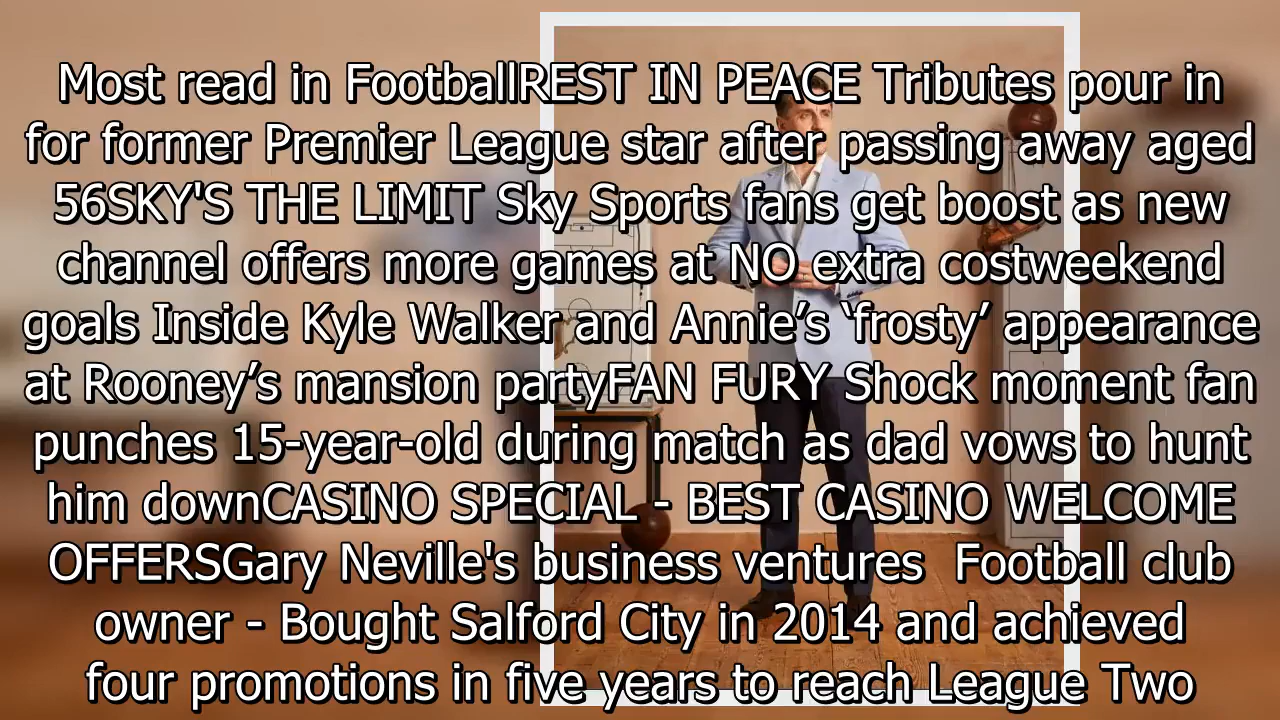 Most read in FootballREST IN PEACE Tributes pour in
for former Premier League star after passing away aged
56SKY'S THE LIMIT Sky Sports fans get boost as new
channel offers more games at NO extra costweekend
goals Inside Kyle Walker and Annie’s ‘frosty’ appearance
at Rooney’s mansion partyFAN FURY Shock moment fan
punches 15-year-old during match as dad vows to hunt
him downCASINO SPECIAL - BEST CASINO WELCOME
OFFERSGary Neville's business ventures  Football club
owner - Bought Salford City in 2014 and achieved
four promotions in five years to reach League Two